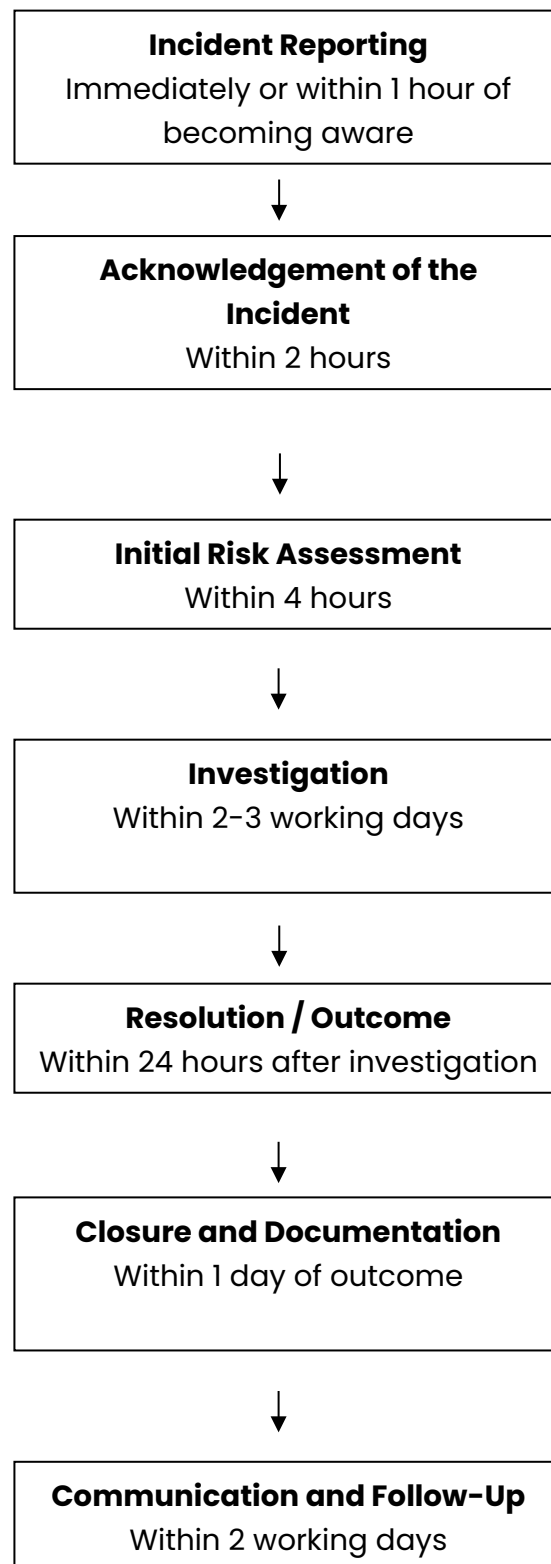 Incident Reporting
Immediately or within 1 hour of
becoming aware
Acknowledgement of the
Incident
Within 2 hours
Initial Risk Assessment
Within 4 hours
Investigation
Within 2-3 working days
Resolution / Outcome
Within 24 hours after investigation
Closure and Documentation
Within 1 day of outcome
Communication and Follow-Up
Within 2 working days